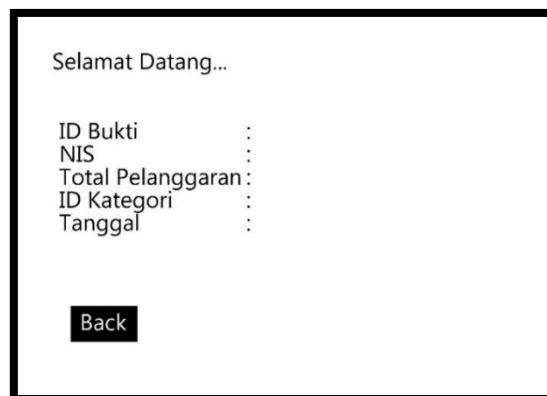 Selamat Datang...
ID Bukti :
NIS :
Total Pelanggaran :
ID Kategori :
Tanggal :
Back